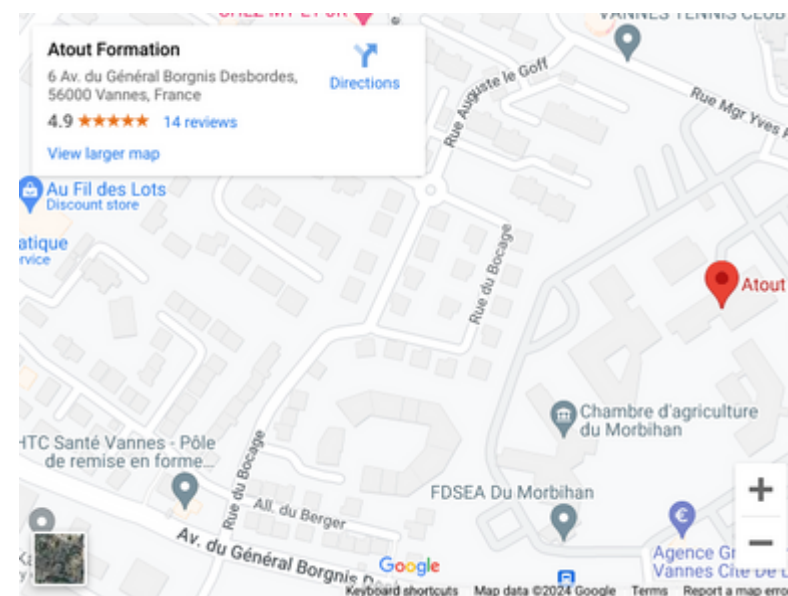 VANNES TENNIS CLUB
Atout Formation
6 Av. du Général Borgnis Desbordes,
56000 Vannes, France
4.9
14 reviews
View larger map
Directions
Rue Auguste le Goff
Rue Mgr Yves
Au Fil des Lots
Discount store
atique
rvice
Rue du Bocage
Atout
Chambre d'agriculture
du Morbihan
HTC Santé Vannes - Pôle
de remise en forme...
Rue du Bocage
All. du Berger
FDSEA Du Morbihan
Av. du Général Borgnis
Agence Gr
Vannes Cité De L
Google
Keyboard shortcuts
Map data ©2024 Google
Terms
Report a map erro